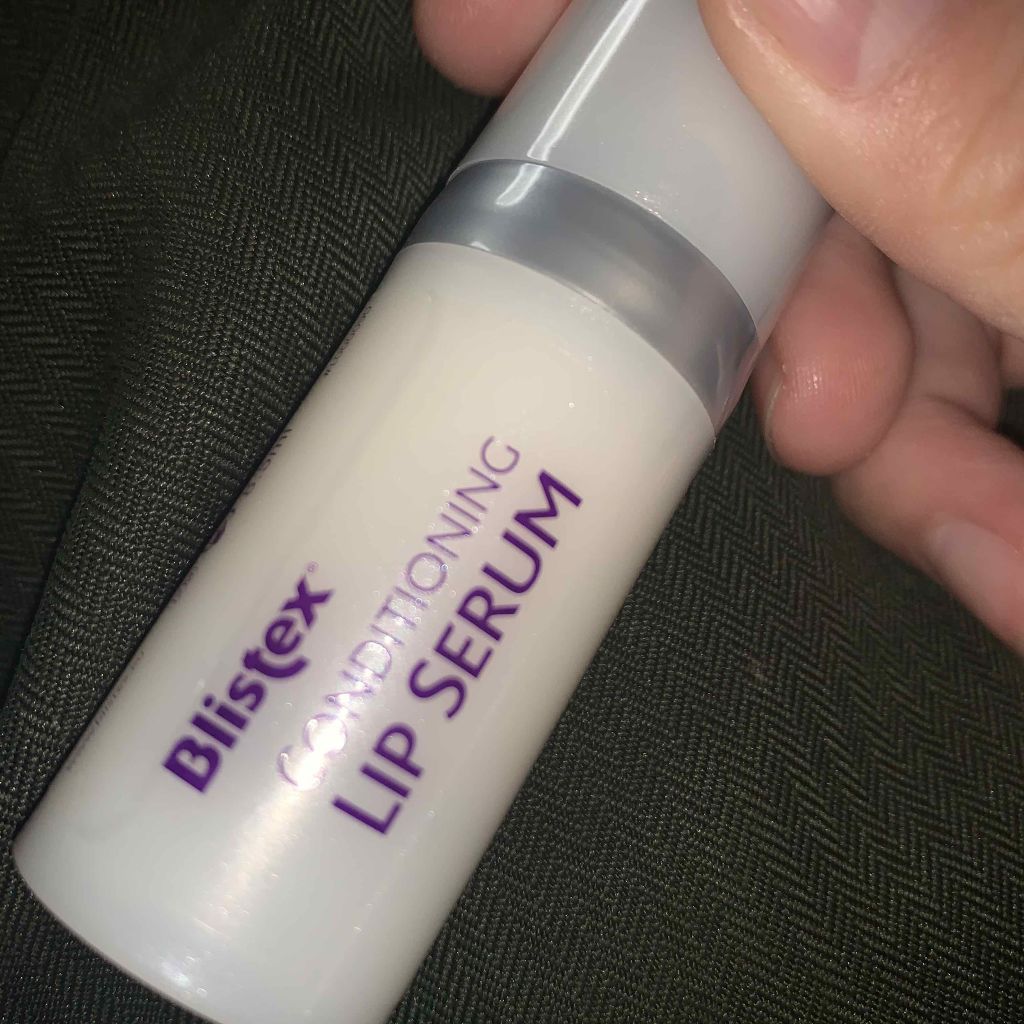 Blistex®
CONDITIONING
LIP SERUM